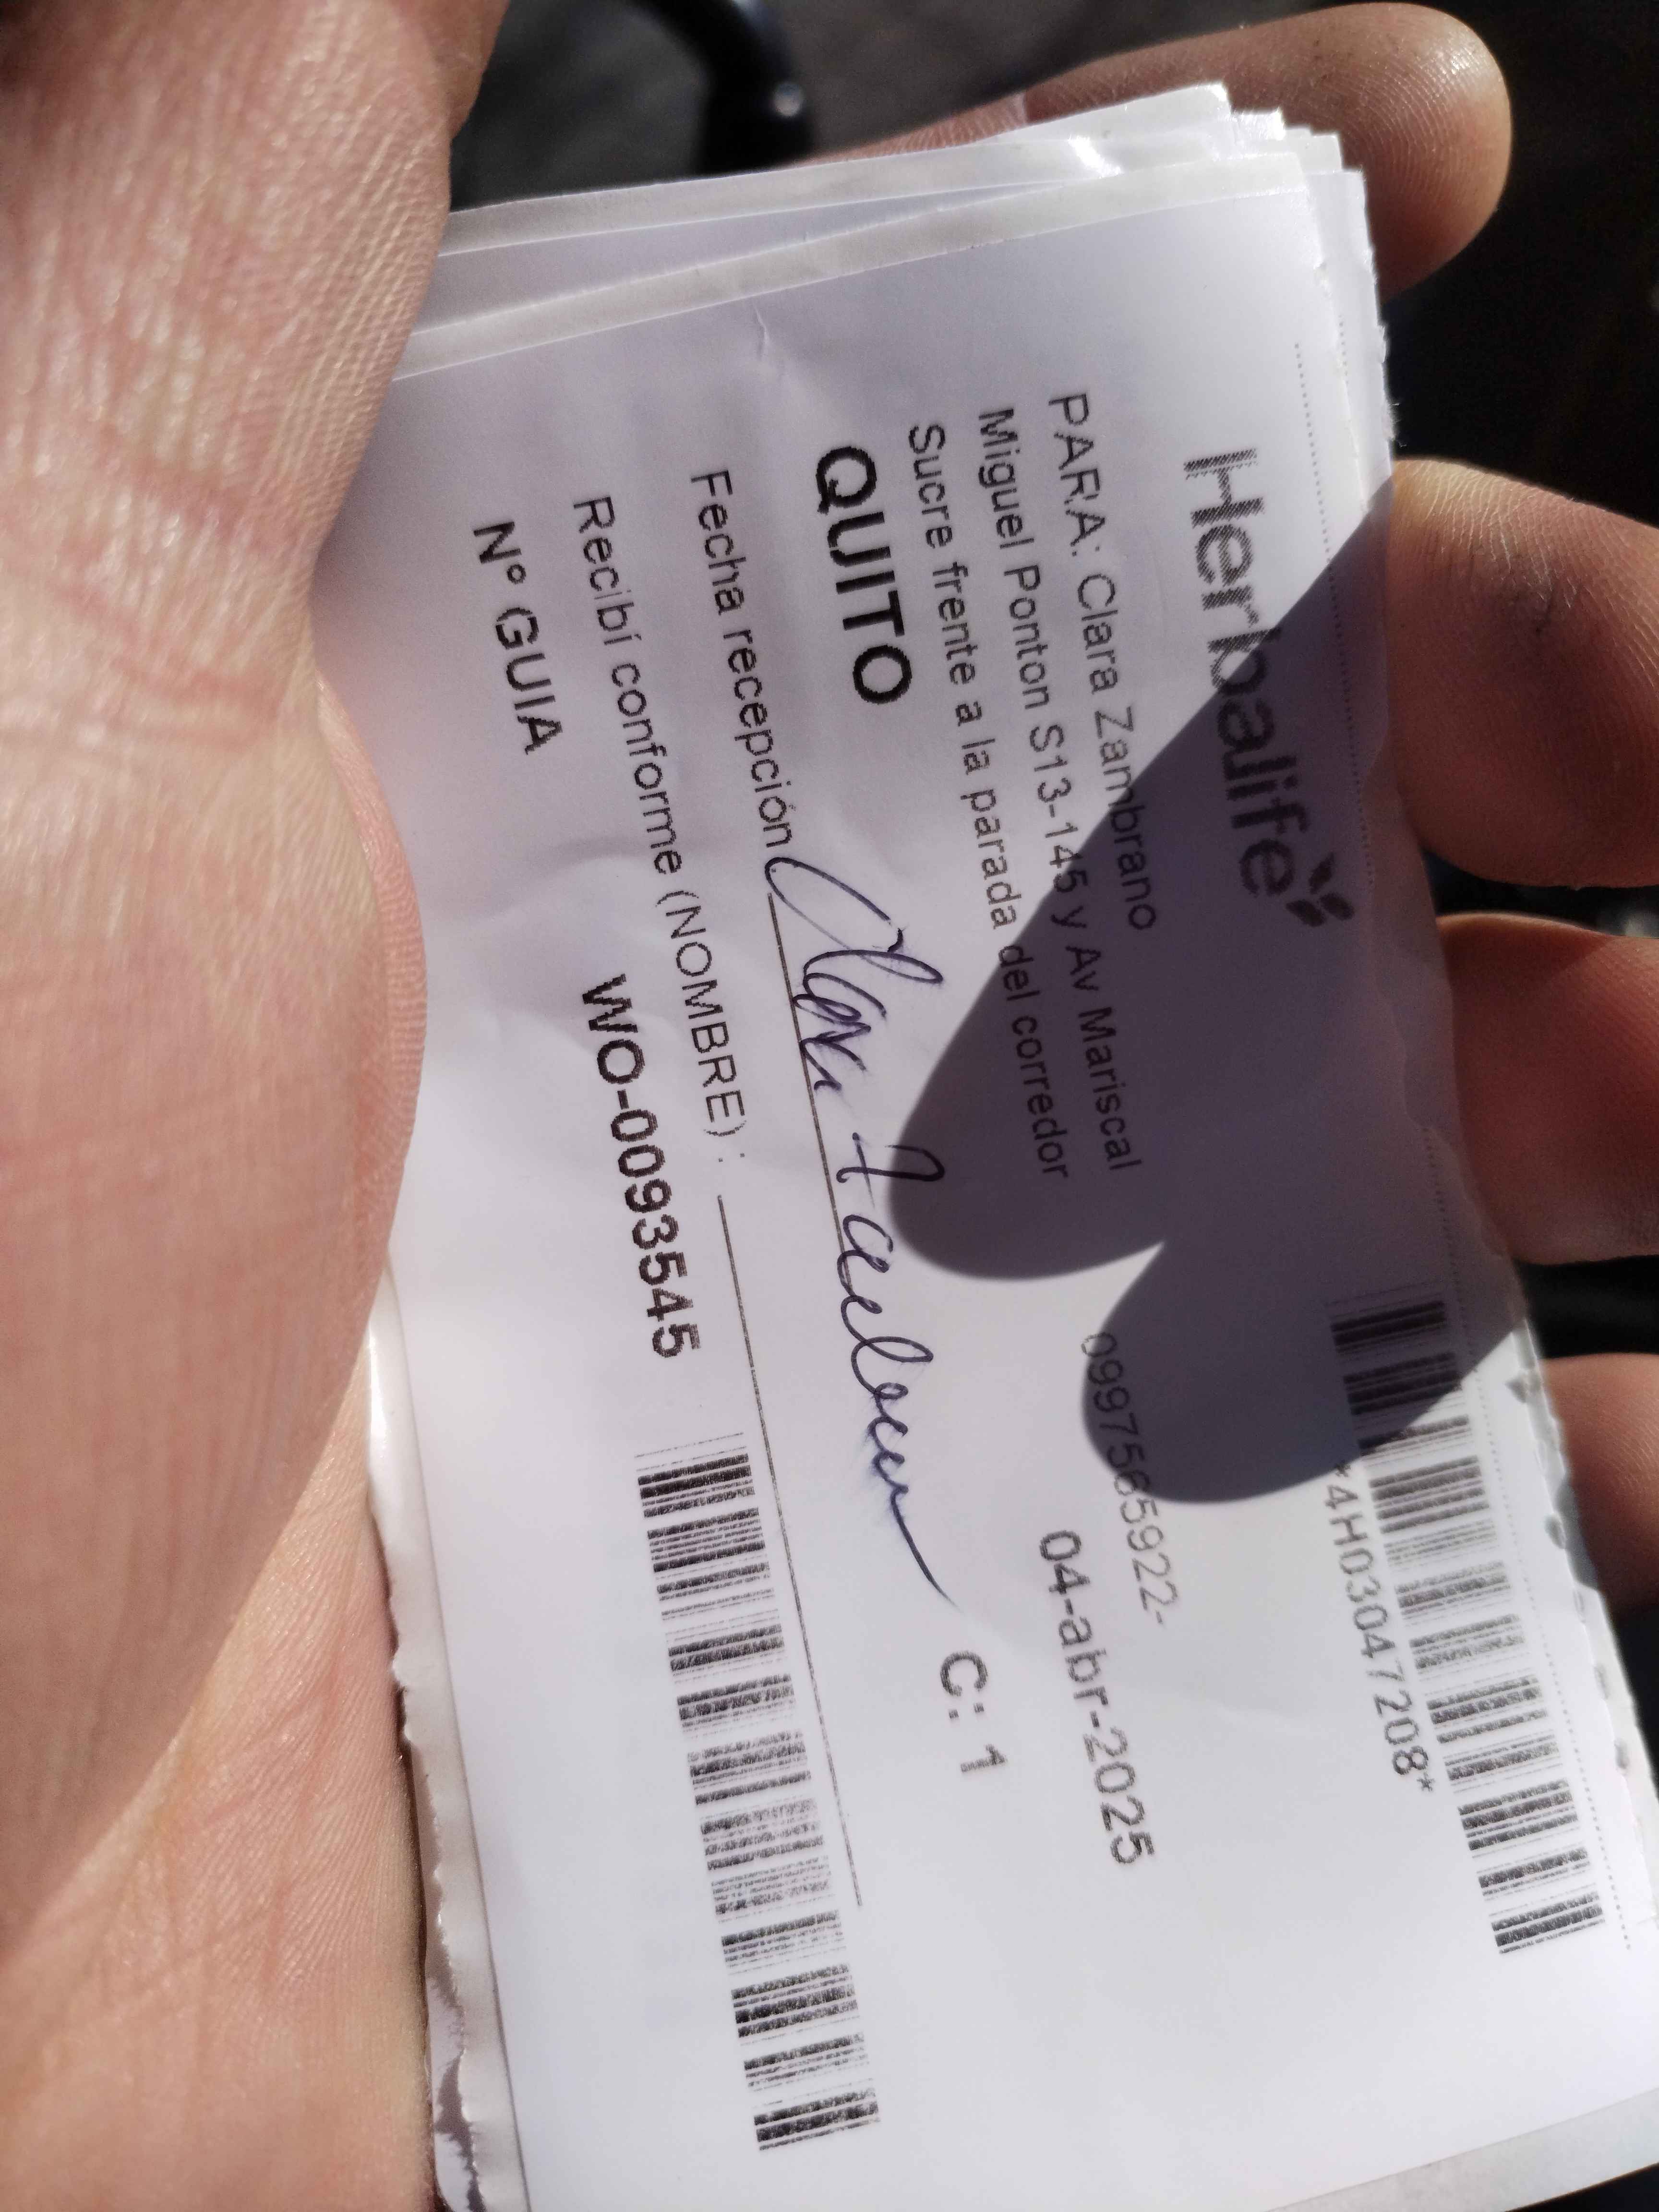 Herbalife
*4H03047208*
PARA: Clara Zambrano
0997565922-
Miguel Ponton S13-145 y Av Mariscal
Sucre frente a la parada del corredor
04-abr-2025
QUITO
C: 1
Fecha recepción
Recibí conforme (NOMBRE) :
Nº GUIA WO-0093545